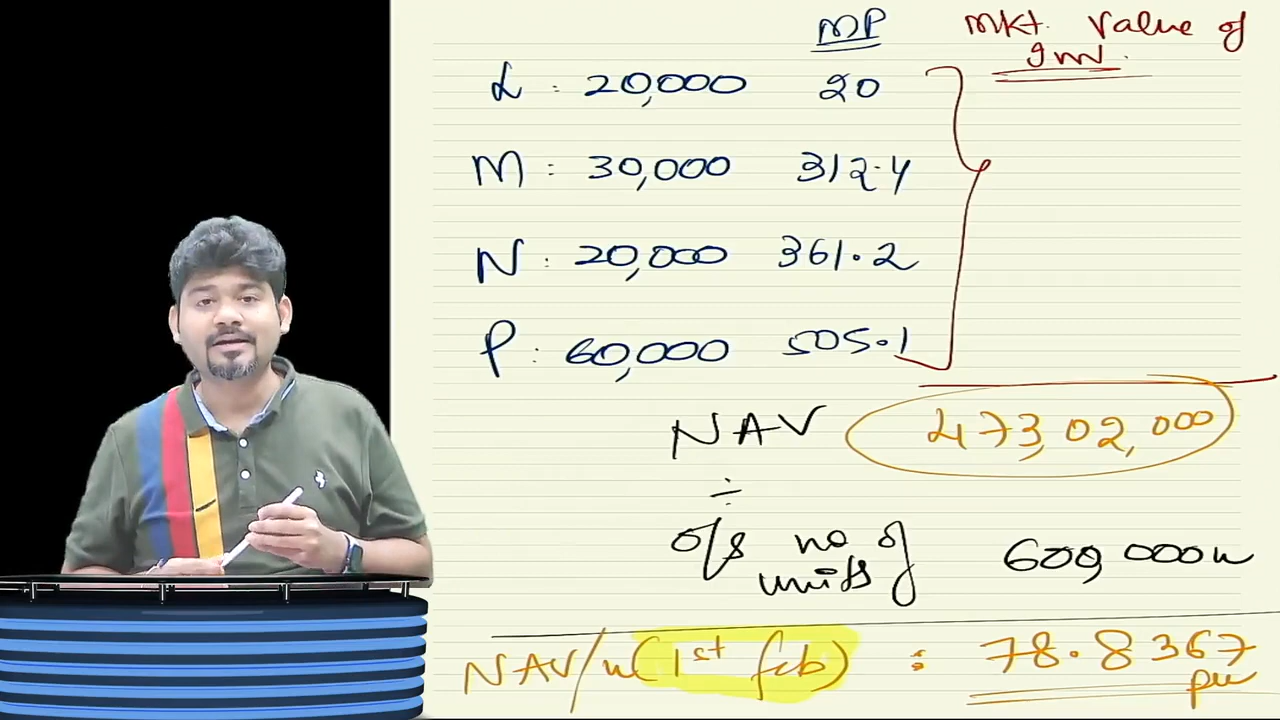 MP
Mkt. Value of
Inv.
L : 20,000 20
M : 30,000 312.4
N : 20,000 361.2
P : 60,000 505.1
NAV 473,02,000
÷
o/s no of units 600,000 u
NAV/u (1st feb) : 78.8367 pu